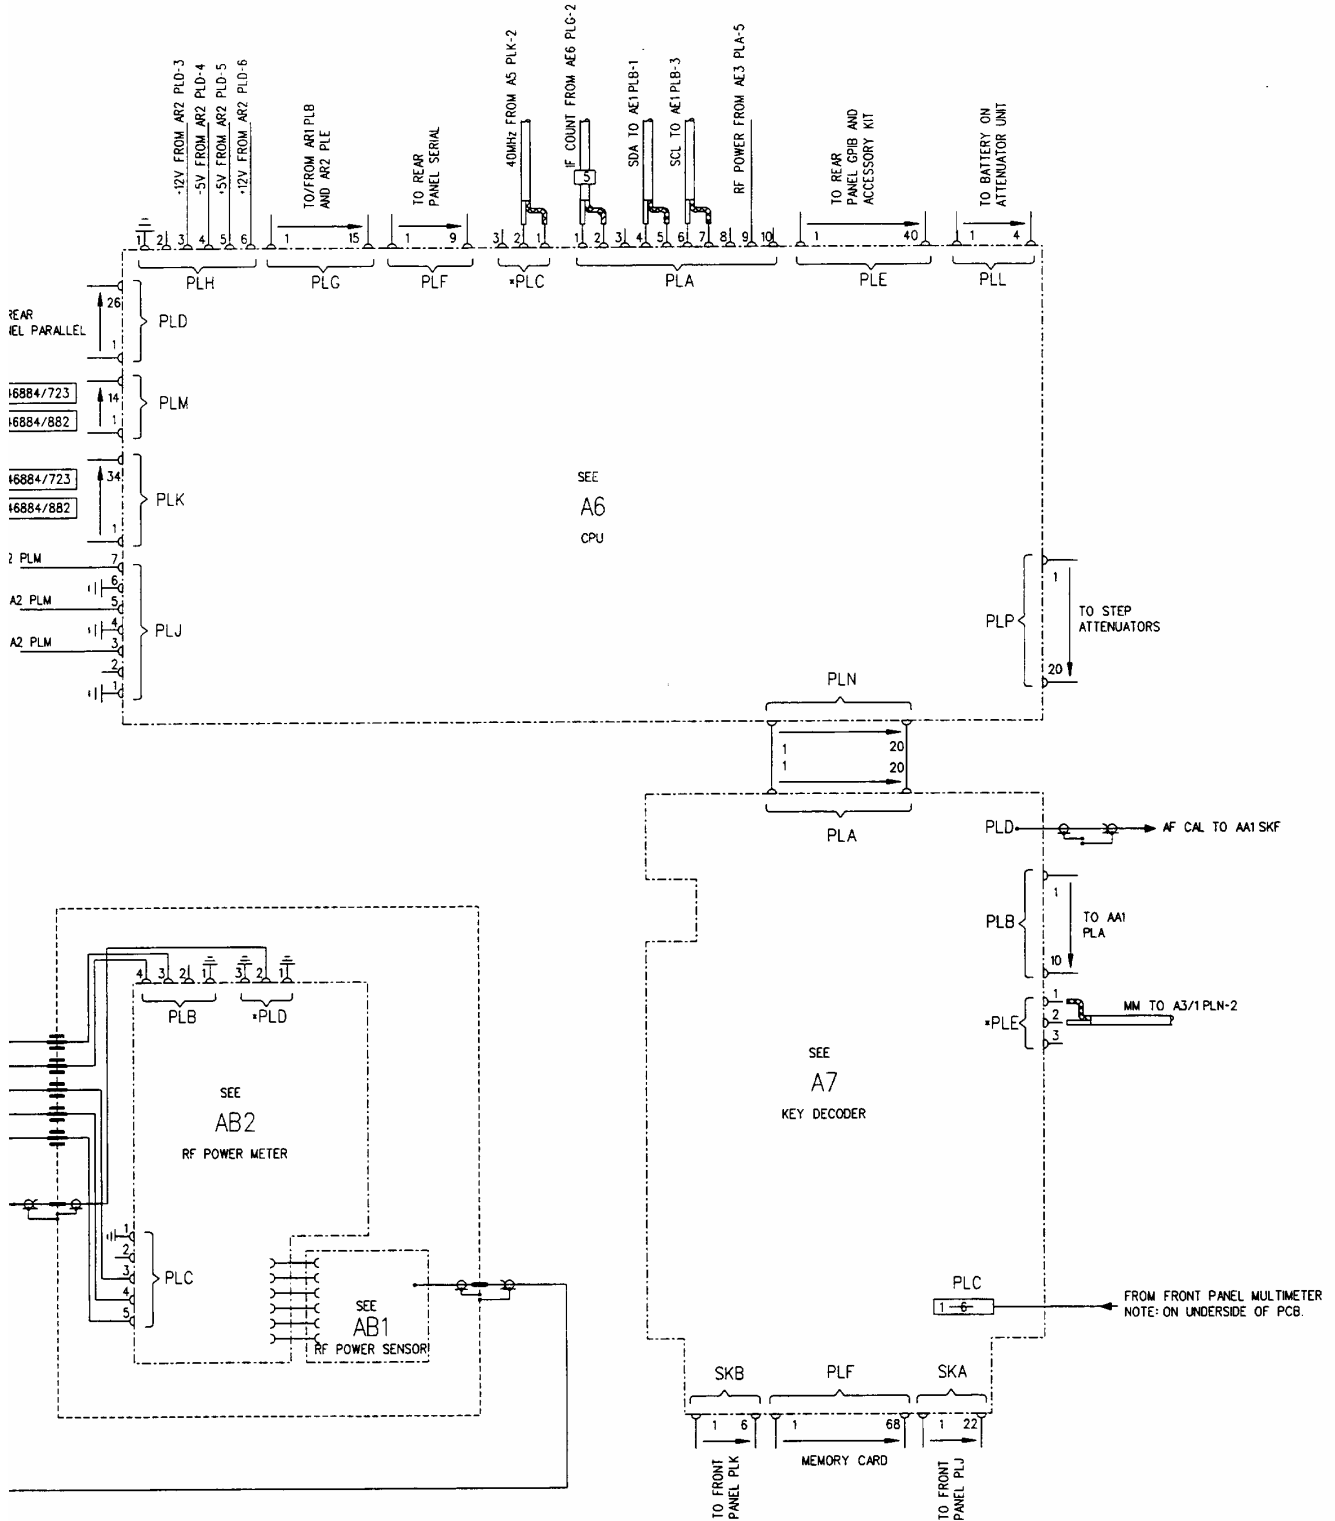 +12V FROM AR2 PLD-3
-5V FROM AR2 PLD-4
+5V FROM AR2 PLD-5
+12V FROM AR2 PLD-6
TO/FROM AR1 PLB
AND AR2 PLE
TO REAR
PANEL SERIAL
40MHz FROM A5 PLK-2
IF COUNT FROM AE6 PLG-2
5
SDA TO AE1 PLB-1
SCL TO AE1 PLB-3
RF POWER FROM AE3 PLA-5
TO REAR
PANEL GPIB AND
ACCESSORY KIT
TO BATTERY ON
ATTENUATOR UNIT
1 2 3 4 5 6
1 15
1 9
3 2 1
1 2 3 4 5 6 7 8 9 10
1 40
1 4
PLH PLG PLF *PLC PLA PLE PLL
REAR
NEL PARALLEL
26
1
PLD
46884/723
46884/882
14
1
PLM
46884/723
46884/882
34
1
PLK
2 PLM
A2 PLM
A2 PLM
7
6
5
4
3
2
1
PLJ
SEE
A6
CPU
PLP
1
20
TO STEP
ATTENUATORS
PLN
1 20
1 20
PLA
PLD
AF CAL TO AA1 SKF
PLB
1
10
TO AA1
PLA
*PLE
1
2
3
MM TO A3/1 PLN-2
SEE
A7
KEY DECODER
PLC
1 6
FROM FRONT PANEL MULTIMETER
NOTE: ON UNDERSIDE OF PCB.
SKB PLF SKA
1 6
1 68
1 22
TO FRONT
PANEL PLK
MEMORY CARD
TO FRONT
PANEL PLJ
4 3 2 1
3 2 1
PLB *PLD
SEE
AB2
RF POWER METER
1
2
3
4
5
PLC
SEE
AB1
RF POWER SENSOR